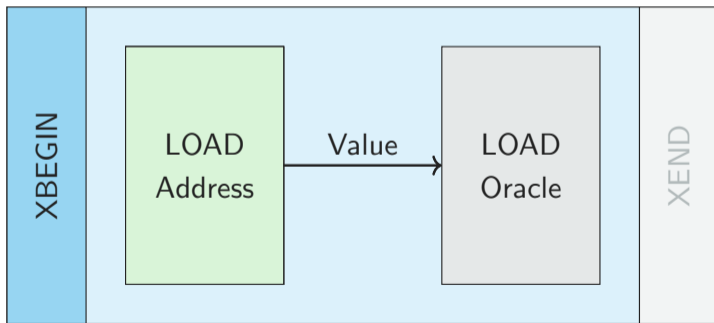 XBEGIN
LOAD
Address
Value
LOAD
Oracle
XEND